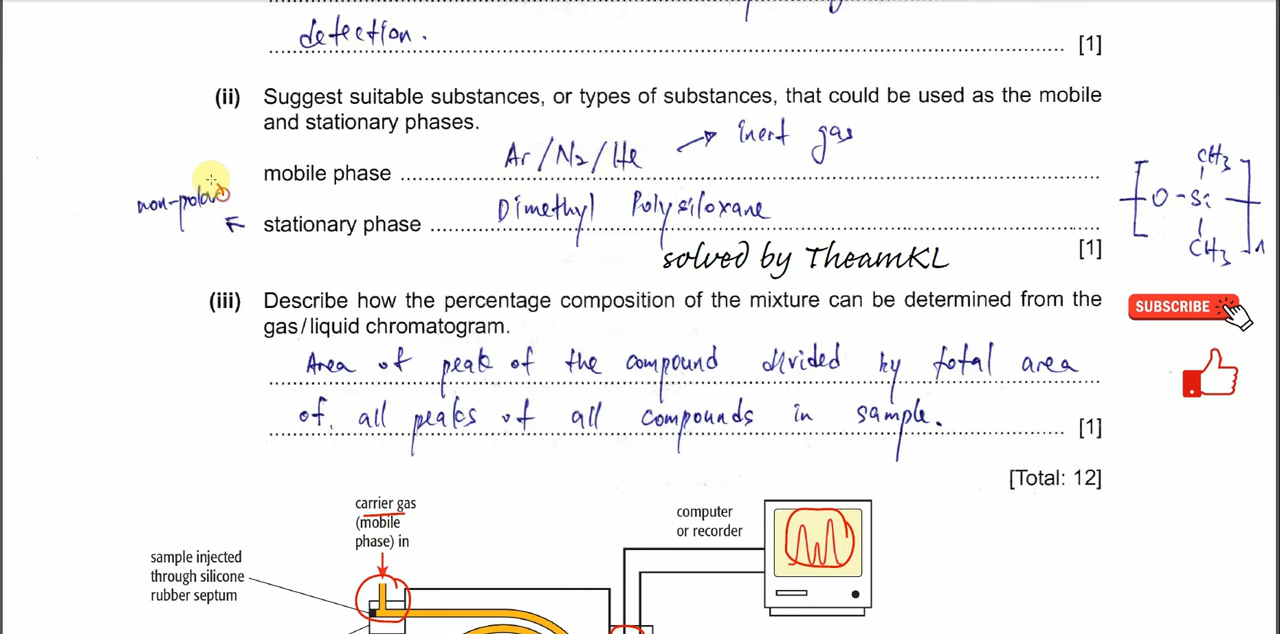 detection. [1]
(ii) Suggest suitable substances, or types of substances, that could be used as the mobile
and stationary phases.
mobile phase Ar/N2/He → inert gas
non-polar
stationary phase Dimethyl Polysiloxane
[1]
solved by TheamKL
CH3
O - Si
CH3
n
(iii) Describe how the percentage composition of the mixture can be determined from the
gas/liquid chromatogram.
SUBSCRIBE
Area of peak of the compound divided by total area
of all peaks of all compounds in sample. [1]
[Total: 12]
carrier gas
(mobile
phase) in
computer
or recorder
sample injected
through silicone
rubber septum